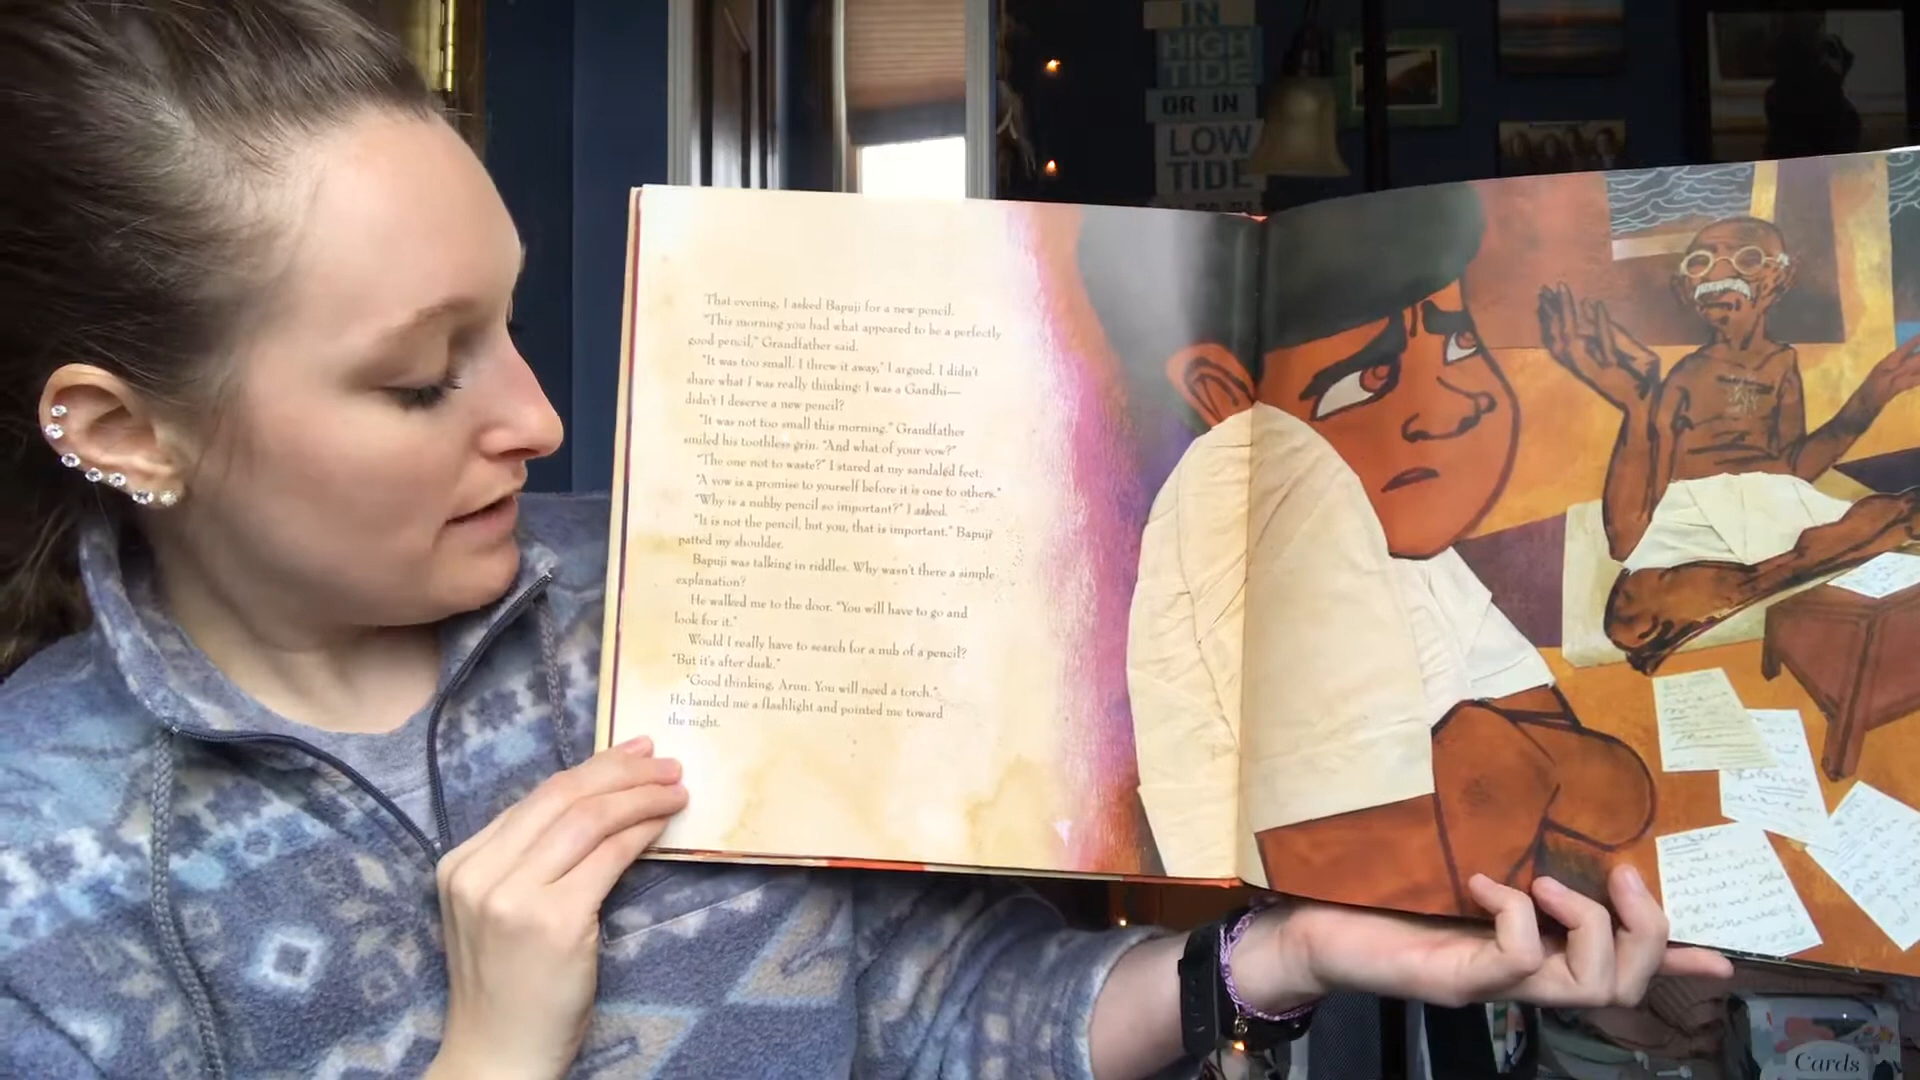 IN
HIGH
TIDE
OR IN
LOW
TIDE
That evening, I asked Bapuji for a new pencil.
"This morning you had what appeared to be a perfectly
good pencil," Grandfather said.
"It was too small. I threw it away," I argued. I didn't
share what I was really thinking: I was a Gandhi—
didn't I deserve a new pencil?
"It was not too small this morning." Grandfather
smiled his toothless grin. "And what of your vow?"
"The one not to waste?" I stared at my sandaled feet.
"A vow is a promise to yourself before it is one to others."
"Why is a nubby pencil so important?" I asked.
"It is not the pencil, but you, that is important." Bapuji
patted my shoulder.
Bapuji was talking in riddles. Why wasn't there a simple
explanation?
He walked me to the door. "You will have to go and
look for it."
Would I really have to search for a nub of a pencil?
"But it's after dusk."
"Good thinking, Arun. You will need a torch."
He handed me a flashlight and pointed me toward
the night.
Cards